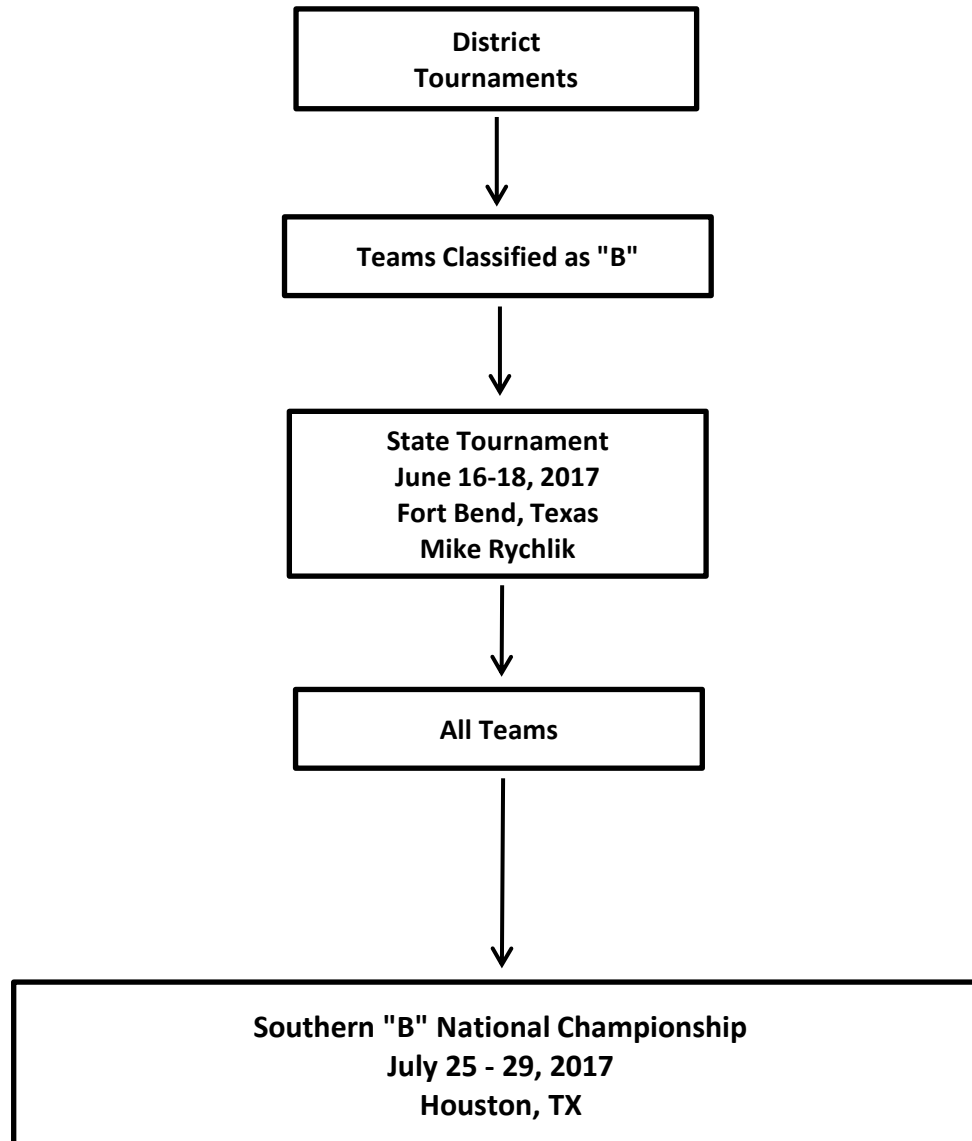 District
Tournaments
Teams Classified as "B"
State Tournament
June 16-18, 2017
Fort Bend, Texas
Mike Rychlik
All Teams
Southern "B" National Championship
July 25 - 29, 2017
Houston, TX